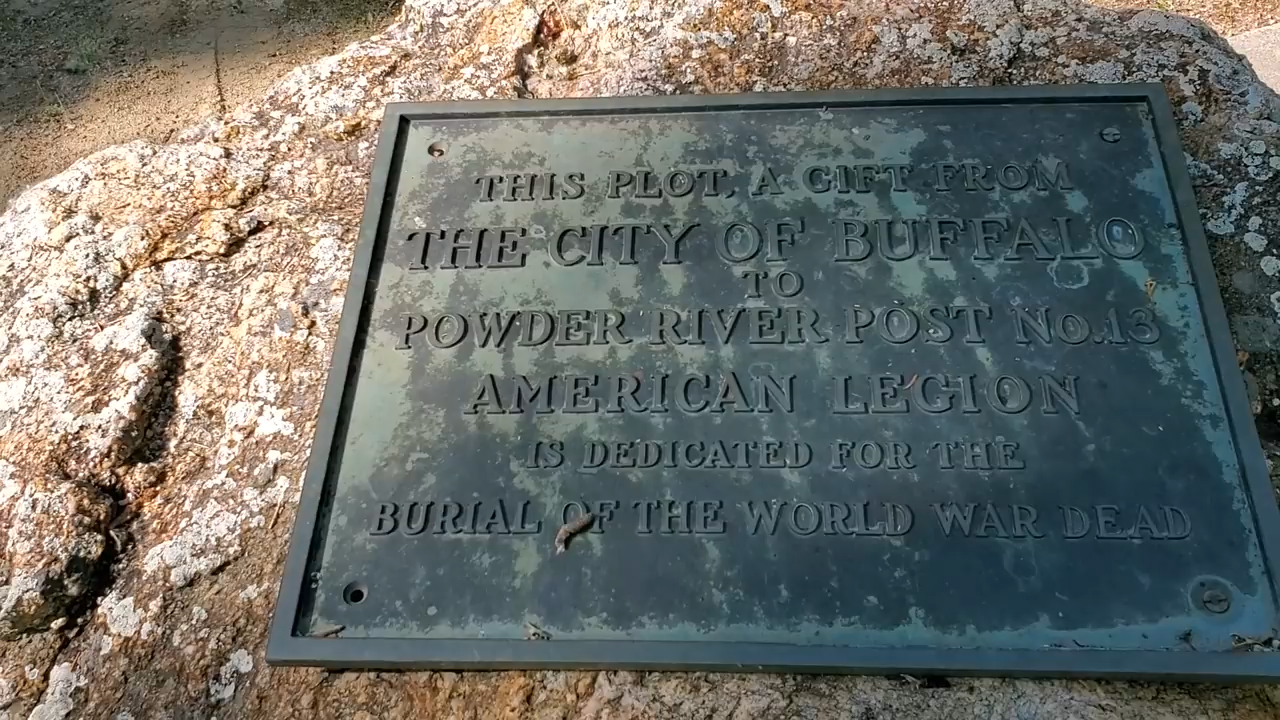 THIS PLOT, A GIFT FROM
THE CITY OF BUFFALO
TO
POWDER RIVER POST No.13
AMERICAN LEGION
IS DEDICATED FOR THE
BURIAL OF THE WORLD WAR DEAD